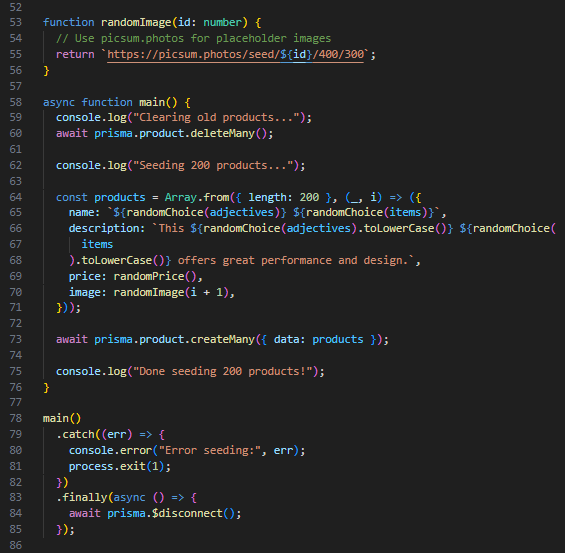 52
53 function randomImage(id: number) {
54   // Use picsum.photos for placeholder images
55   return `https://picsum.photos/seed/${id}/400/300`;
56 }
57
58 async function main() {
59   console.log("Clearing old products...");
60   await prisma.product.deleteMany();
61
62   console.log("Seeding 200 products...");
63
64   const products = Array.from({ length: 200 }, (_, i) => ({
65     name: `${randomChoice(adjectives)} ${randomChoice(items)}`,
66     description: `This ${randomChoice(adjectives).toLowerCase()} ${randomChoice(
67       items
68     ).toLowerCase()} offers great performance and design.`,
69     price: randomPrice(),
70     image: randomImage(i + 1),
71   }));
72
73   await prisma.product.createMany({ data: products });
74
75   console.log("Done seeding 200 products!");
76 }
77
78 main()
79   .catch((err) => {
80     console.error("Error seeding:", err);
81     process.exit(1);
82   })
83   .finally(async () => {
84     await prisma.$disconnect();
85   });
86